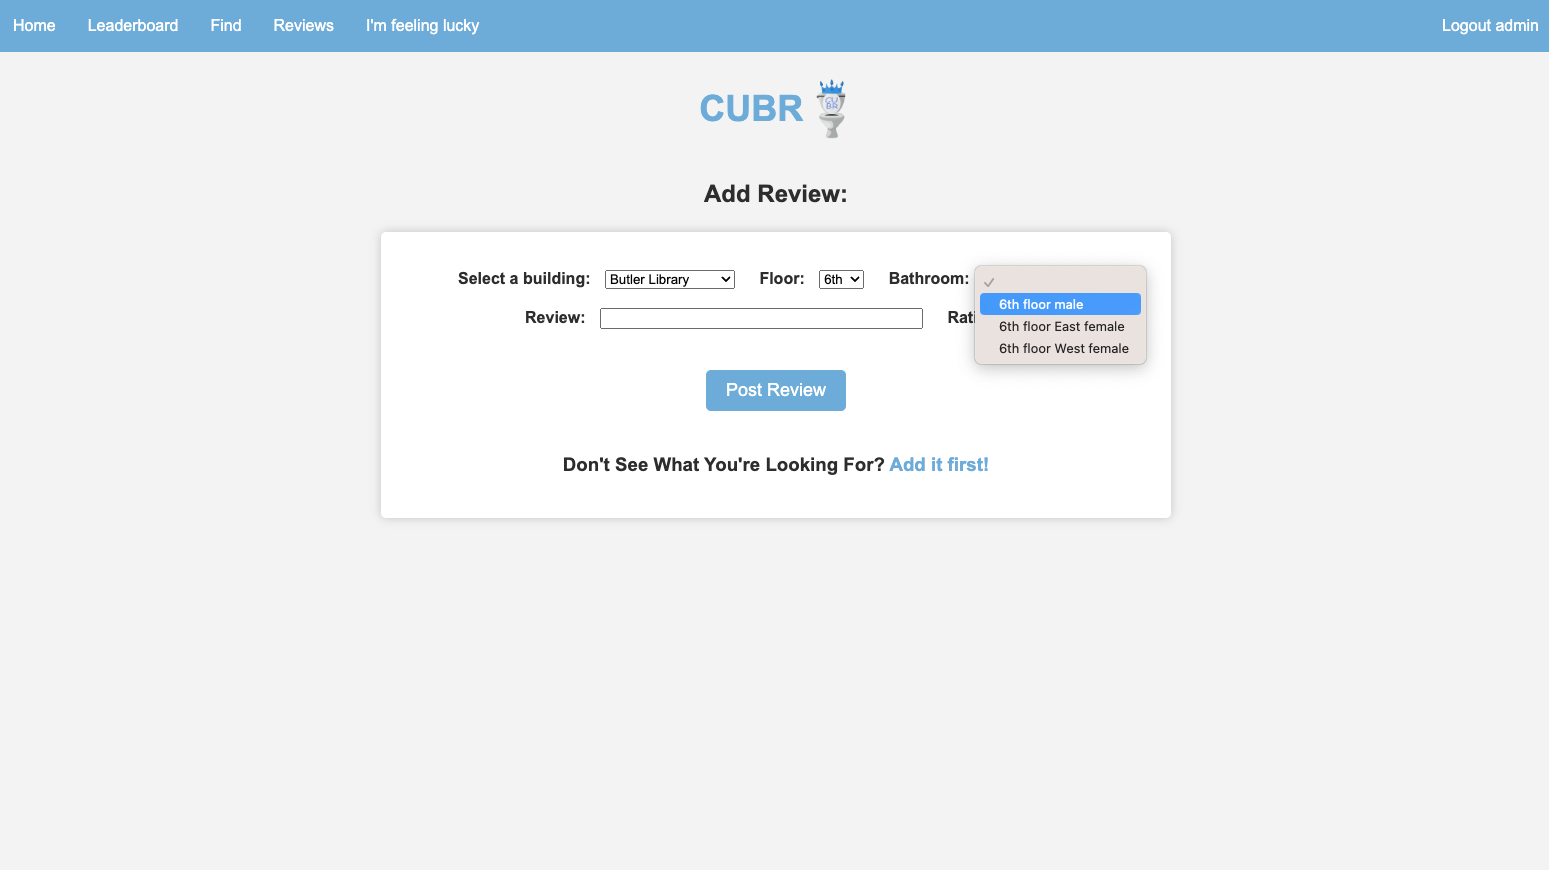 Home Leaderboard Find Reviews I'm feeling lucky Logout admin
CUBR CU BR
Add Review:
Select a building: Butler Library Floor: 6th Bathroom:
6th floor male
Review: Rati
6th floor East female
6th floor West female
Post Review
Don't See What You're Looking For? Add it first!